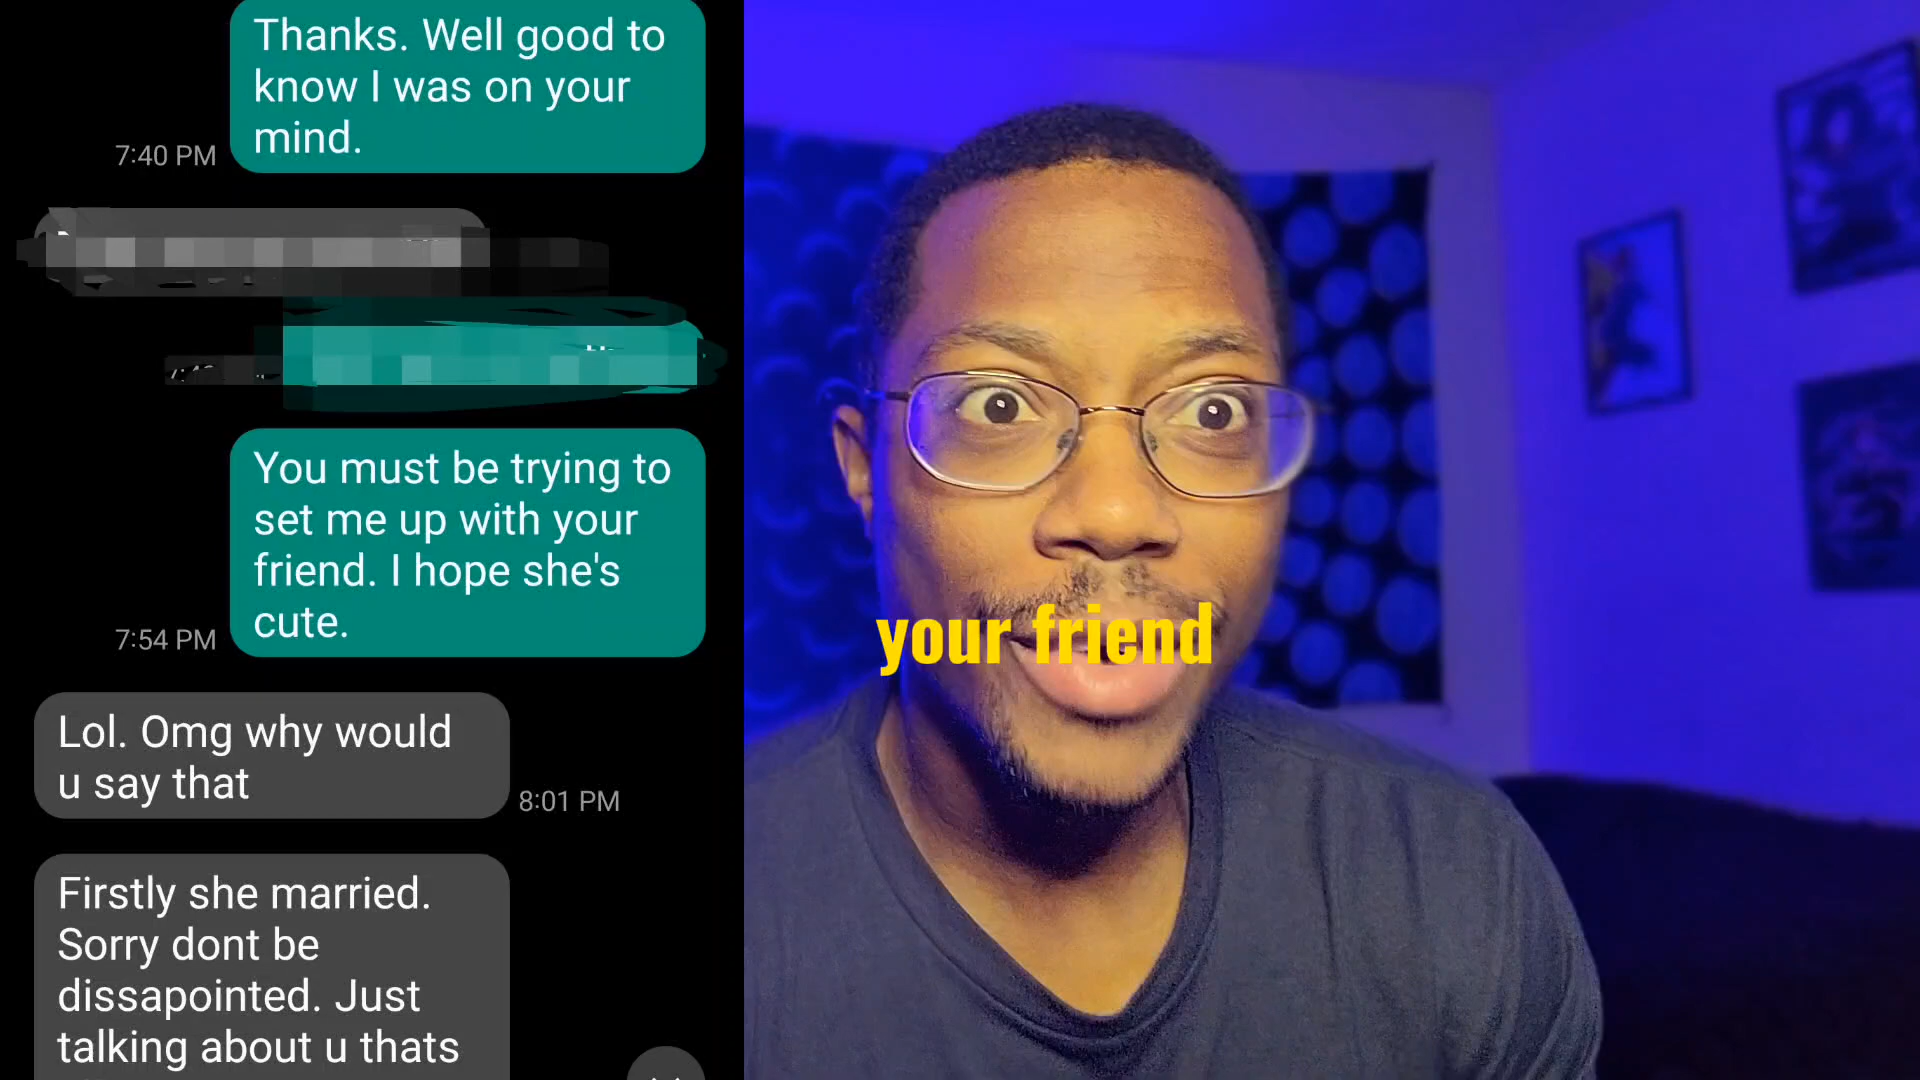 Thanks. Well good to
know I was on your
mind.
7:40 PM
You must be trying to
set me up with your
friend. I hope she's
cute.
7:54 PM
Lol. Omg why would
u say that
8:01 PM
Firstly she married.
Sorry dont be
dissapointed. Just
talking about u thats
your friend